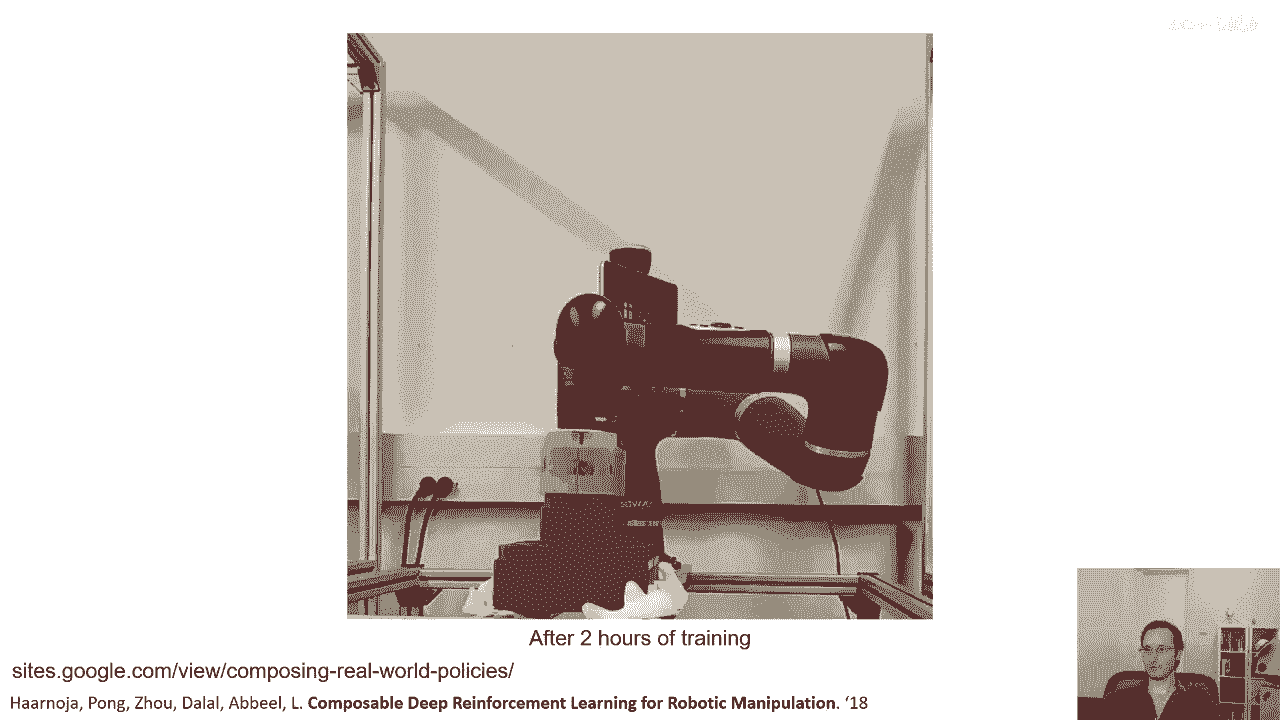 After 2 hours of training
sites.google.com/view/composing-real-world-policies/
Haarnoja, Pong, Zhou, Dalal, Abbeel, L. Composable Deep Reinforcement Learning for Robotic Manipulation. ‘18